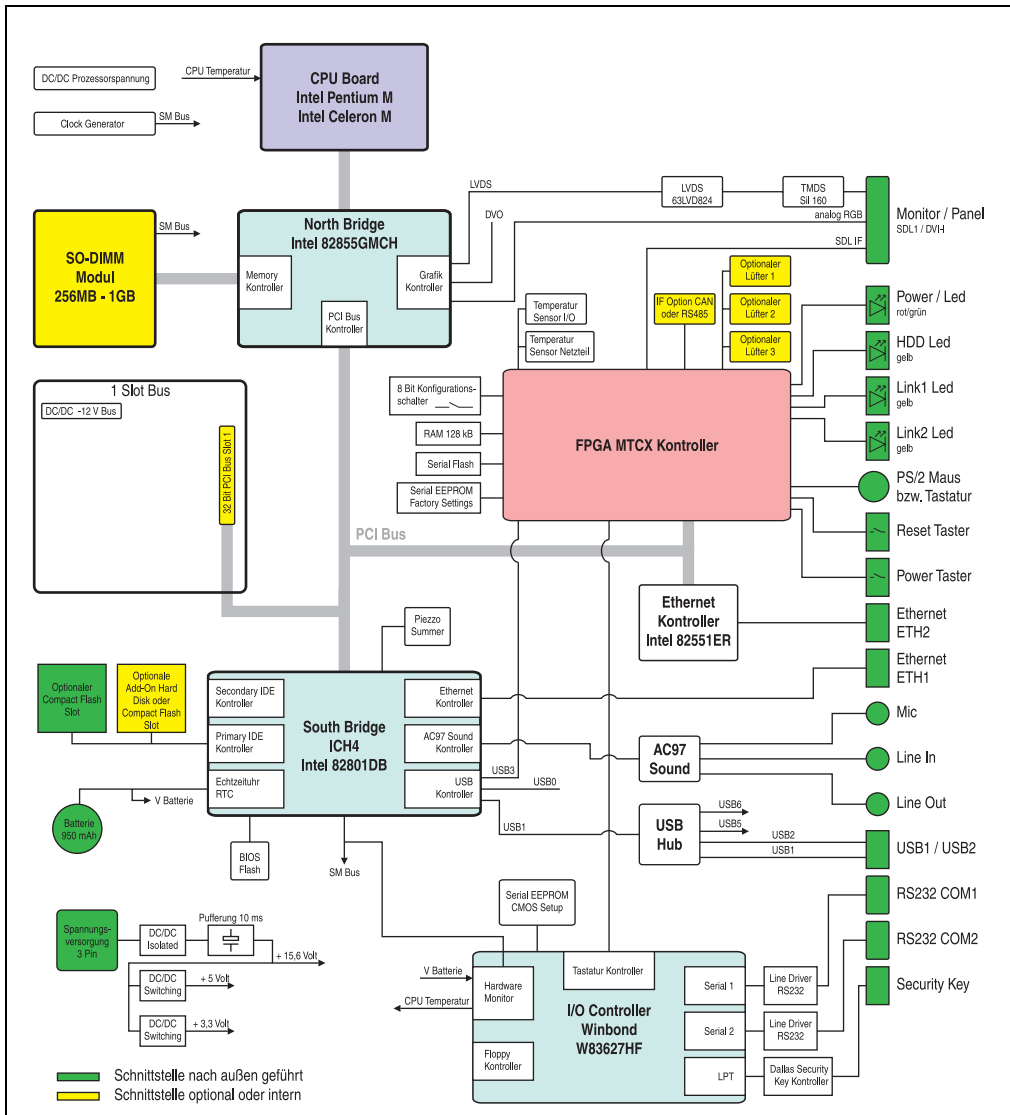 DC/DC Prozessorspannung
CPU Temperatur
Clock Generator
SM Bus
CPU Board
Intel Pentium M
Intel Celeron M
SO-DIMM
Modul
256MB - 1GB
SM Bus
North Bridge
Intel 82855GMCH
Memory
Kontroller
Grafik
Kontroller
PCI Bus
Kontroller
LVDS
DVO
LVDS
63LVD824
TMDS
Sil 160
analog RGB
SDL IF
Monitor / Panel
SDL1 / DVI-I
Temperatur
Sensor I/O
Temperatur
Sensor Netzteil
IF Option CAN
oder RS485
Optionaler
Lüfter 1
Optionaler
Lüfter 2
Optionaler
Lüfter 3
Power / Led
rot/grün
HDD Led
gelb
Link1 Led
gelb
Link2 Led
gelb
PS/2 Maus
bzw. Tastatur
Reset Taster
Power Taster
Ethernet
ETH2
Ethernet
ETH1
Mic
Line In
Line Out
USB1 / USB2
RS232 COM1
RS232 COM2
Security Key
1 Slot Bus
DC/DC -12 V Bus
32 Bit PCI Bus Slot 1
8 Bit Konfigurations-
schalter
RAM 128 kB
Serial Flash
Serial EEPROM
Factory Settings
FPGA MTCX Kontroller
PCI Bus
Ethernet
Kontroller
Intel 82551ER
Piezzo
Summer
Optionaler
Compact Flash
Slot
Optionale
Add-On Hard
Disk oder
Compact Flash
Slot
Secondary IDE
Kontroller
Primary IDE
Kontroller
Echtzeituhr
RTC
South Bridge
ICH4
Intel 82801DB
Ethernet
Kontroller
AC97 Sound
Kontroller
USB
Kontroller
USB3
USB0
USB1
AC97
Sound
USB
Hub
USB6
USB5
USB2
USB1
V Batterie
Batterie
950 mAh
BIOS
Flash
SM Bus
Spannungs-
versorgung
3 Pin
DC/DC
Isolated
Pufferung 10 ms
+ 15,6 Volt
DC/DC
Switching
+ 5 Volt
DC/DC
Switching
+ 3,3 Volt
Serial EEPROM
CMOS Setup
V Batterie
CPU Temperatur
Hardware
Monitor
Tastatur Kontroller
Floppy
Kontroller
I/O Controller
Winbond
W83627HF
Serial 1
Serial 2
LPT
Line Driver
RS232
Line Driver
RS232
Dallas Security
Key Kontroller
Schnittstelle nach außen geführt
Schnittstelle optional oder intern